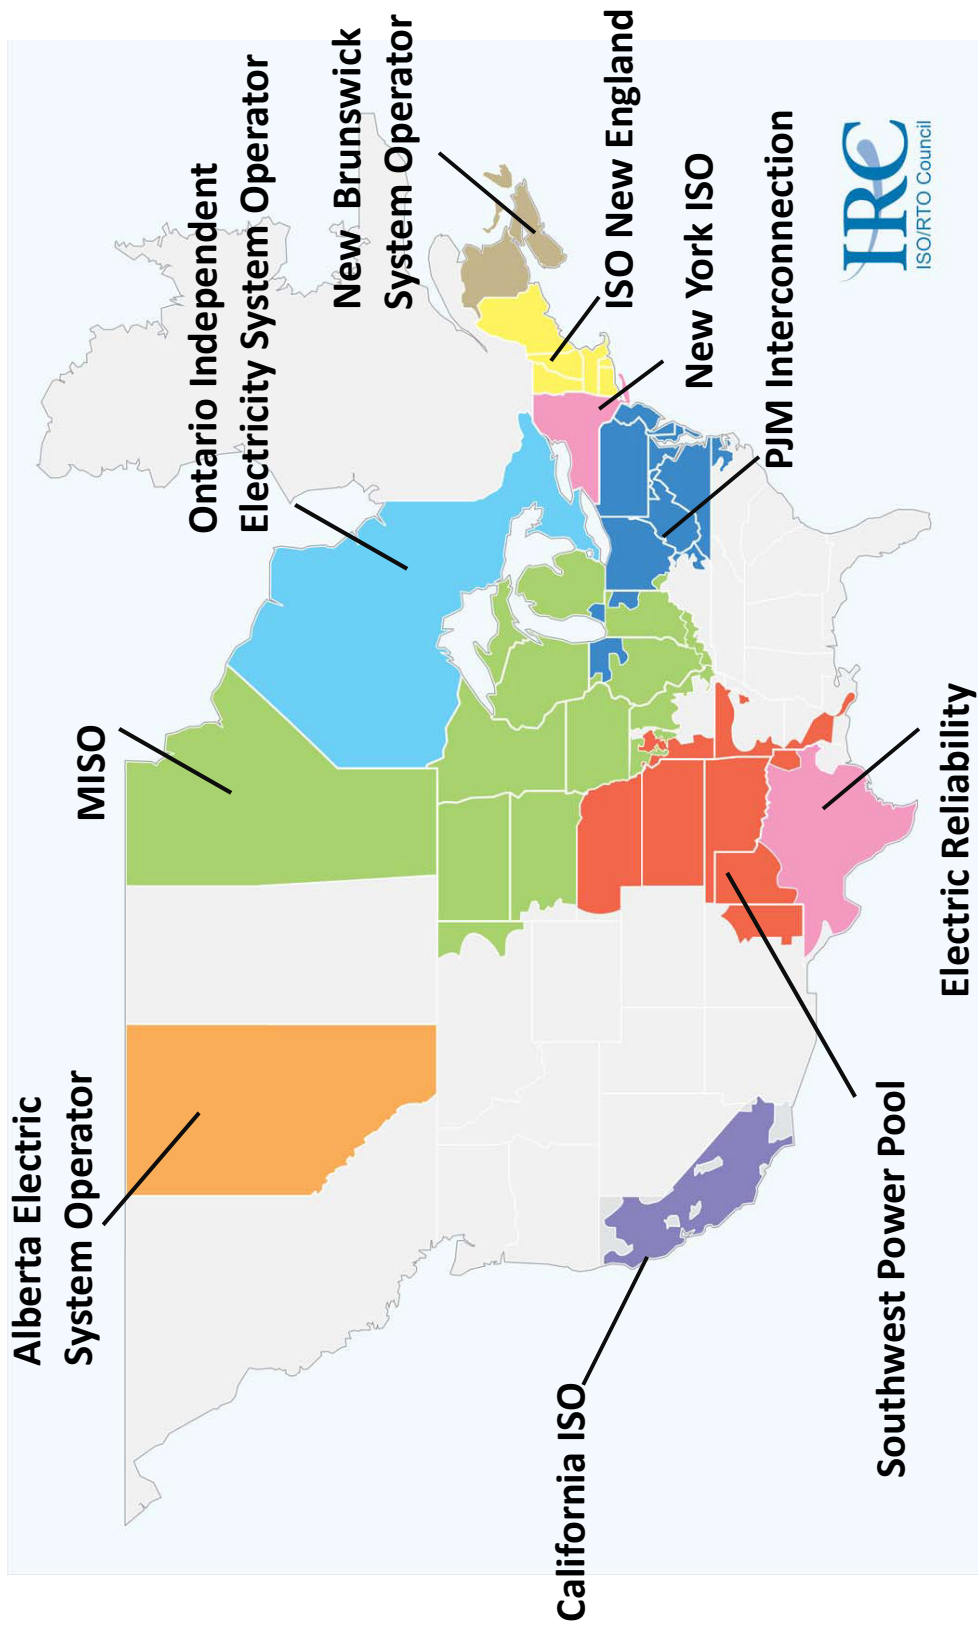 Alberta Electric
System Operator
MISO
Ontario Independent
Electricity System Operator
New Brunswick
System Operator
ISO New England
New York ISO
PJM Interconnection
California ISO
Southwest Power Pool
Electric Reliability
IRC
ISO/RTO Council